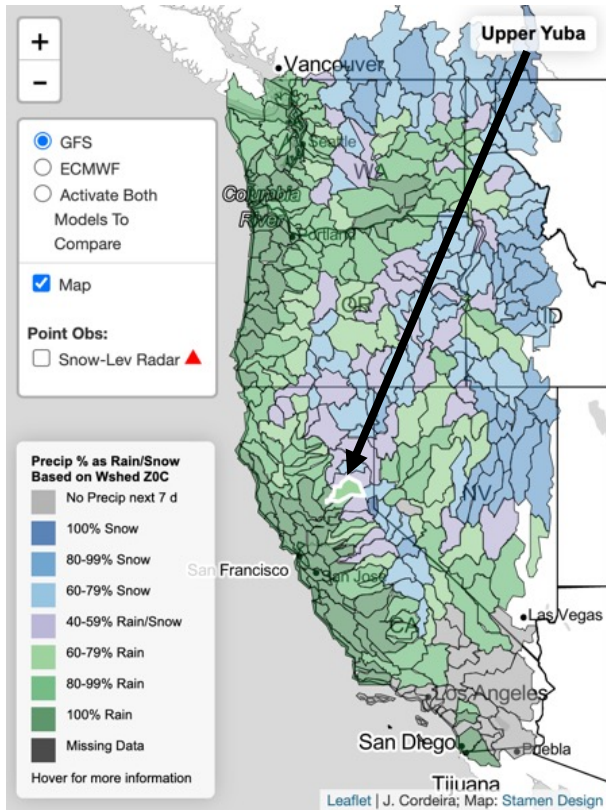 +
−
GFS
ECMWF
Activate Both
Models To
Compare
Map
Point Obs:
Snow-Lev Radar
Precip % as Rain/Snow
Based on Wshed Z0C
No Precip next 7 d
100% Snow
80-99% Snow
60-79% Snow
40-59% Rain/Snow
60-79% Rain
80-99% Rain
100% Rain
Missing Data
Hover for more information
Upper Yuba
Vancouver
Seattle
WA
Columbia
River
Portland
OR
ID
NV
San Francisco
San Jose
CA
Las Vegas
Los Angeles
San Diego
Puebla
Tijuana
Leaflet | J. Cordeira; Map: Stamen Design